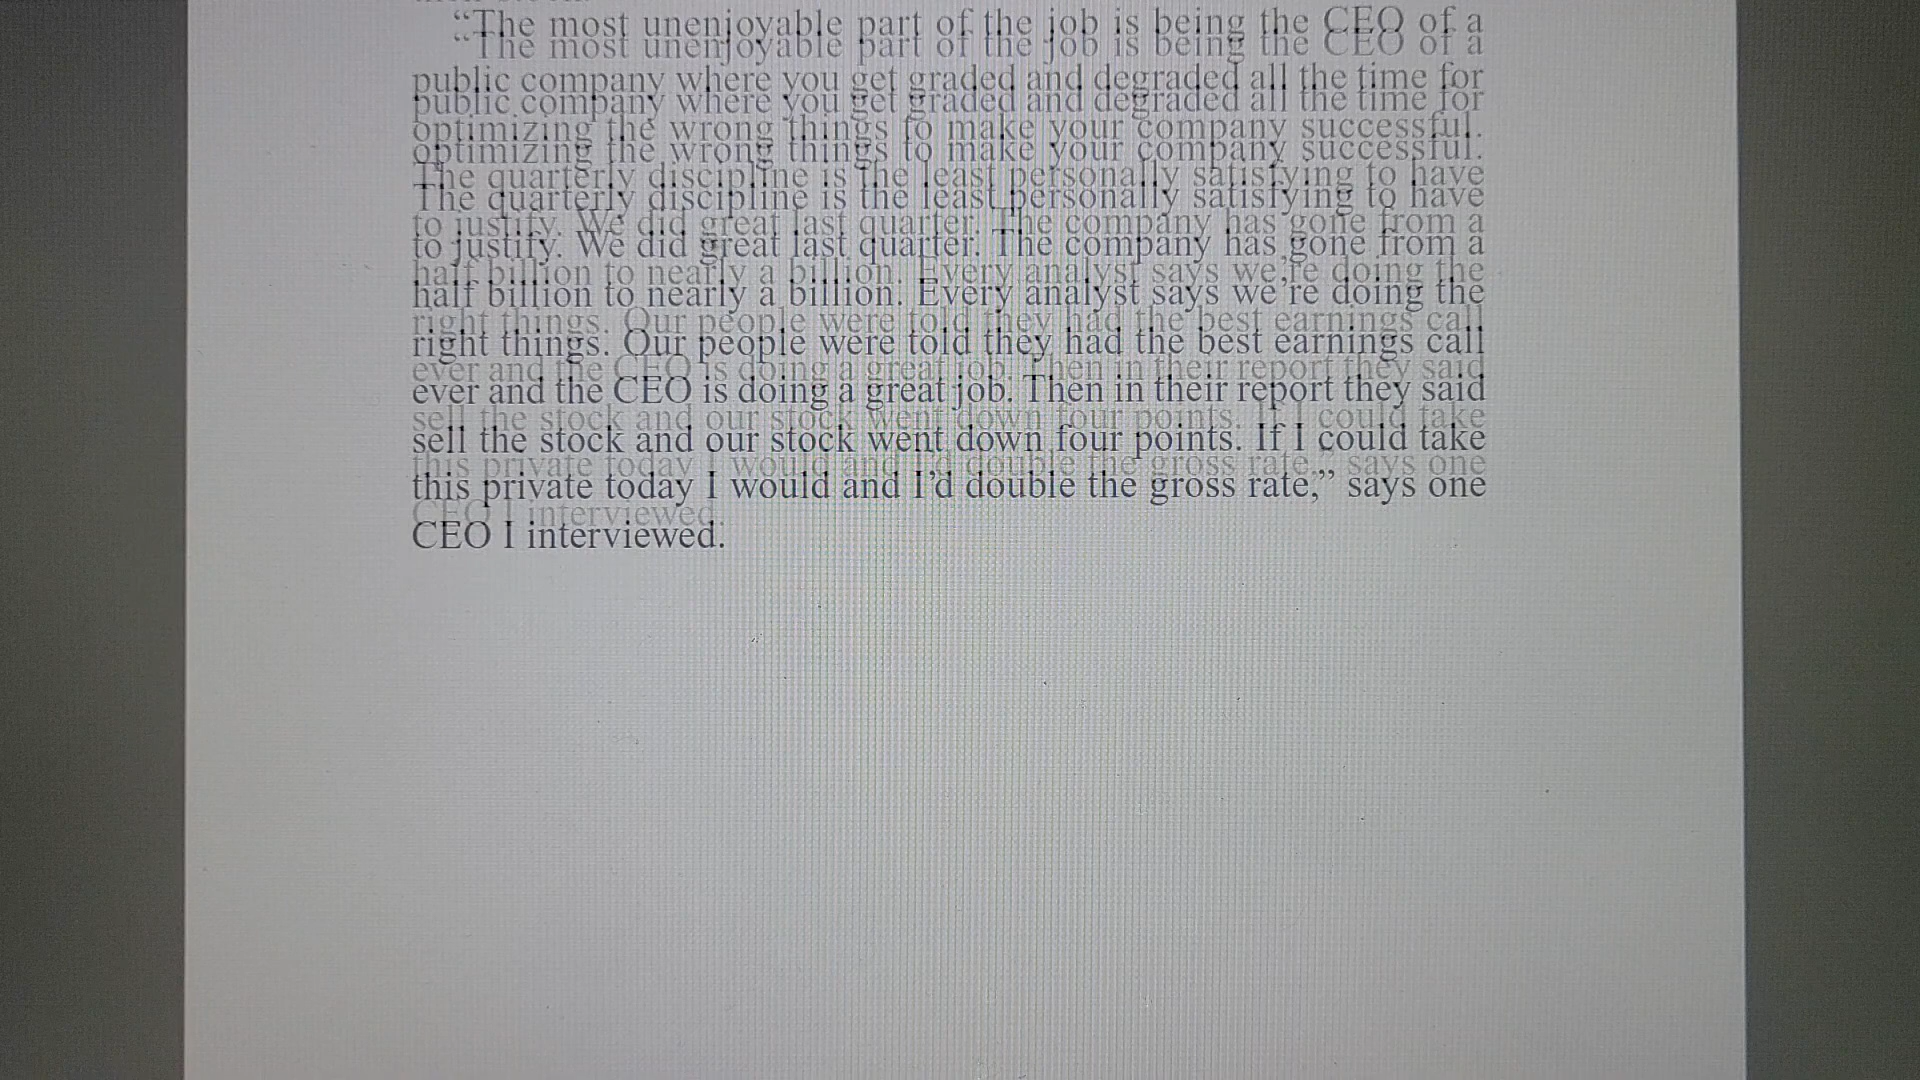 “The most unenjoyable part of the job is being the CEO of a
public company where you get graded and degraded all the time for
optimizing the wrong things to make your company successful.
The quarterly discipline is the least personally satisfying to have
to justify. We did great last quarter. The company has gone from a
half billion to nearly a billion. Every analyst says we’re doing the
right things. Our people were told they had the best earnings call
ever and the CEO is doing a great job. Then in their report they said
sell the stock and our stock went down four points. If I could take
this private today I would and I’d double the gross rate,” says one
CEO I interviewed.